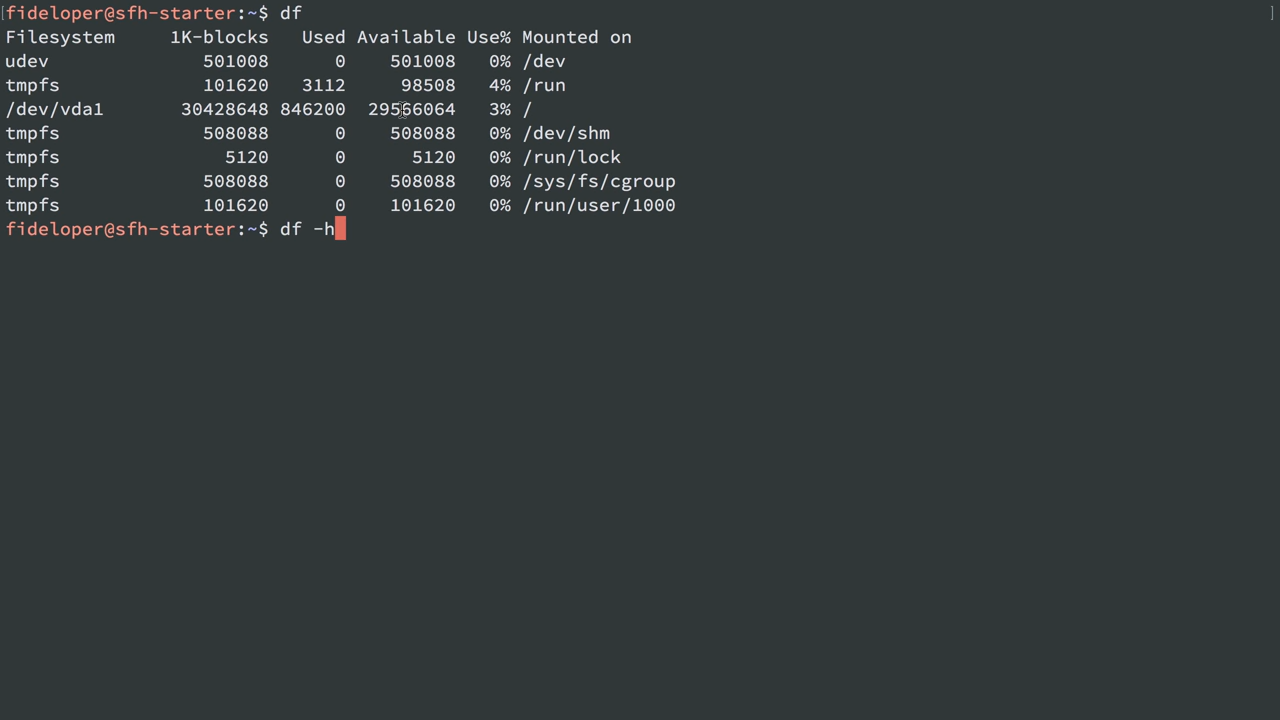 [fideloper@sfh-starter:~$ df ]
Filesystem     1K-blocks   Used Available Use% Mounted on
udev              501008      0    501008   0% /dev
tmpfs             101620   3112     98508   4% /run
/dev/vda1       30428648 846200  29566064   3% /
tmpfs             508088      0    508088   0% /dev/shm
tmpfs               5120      0      5120   0% /run/lock
tmpfs             508088      0    508088   0% /sys/fs/cgroup
tmpfs             101620      0    101620   0% /run/user/1000
fideloper@sfh-starter:~$ df -h